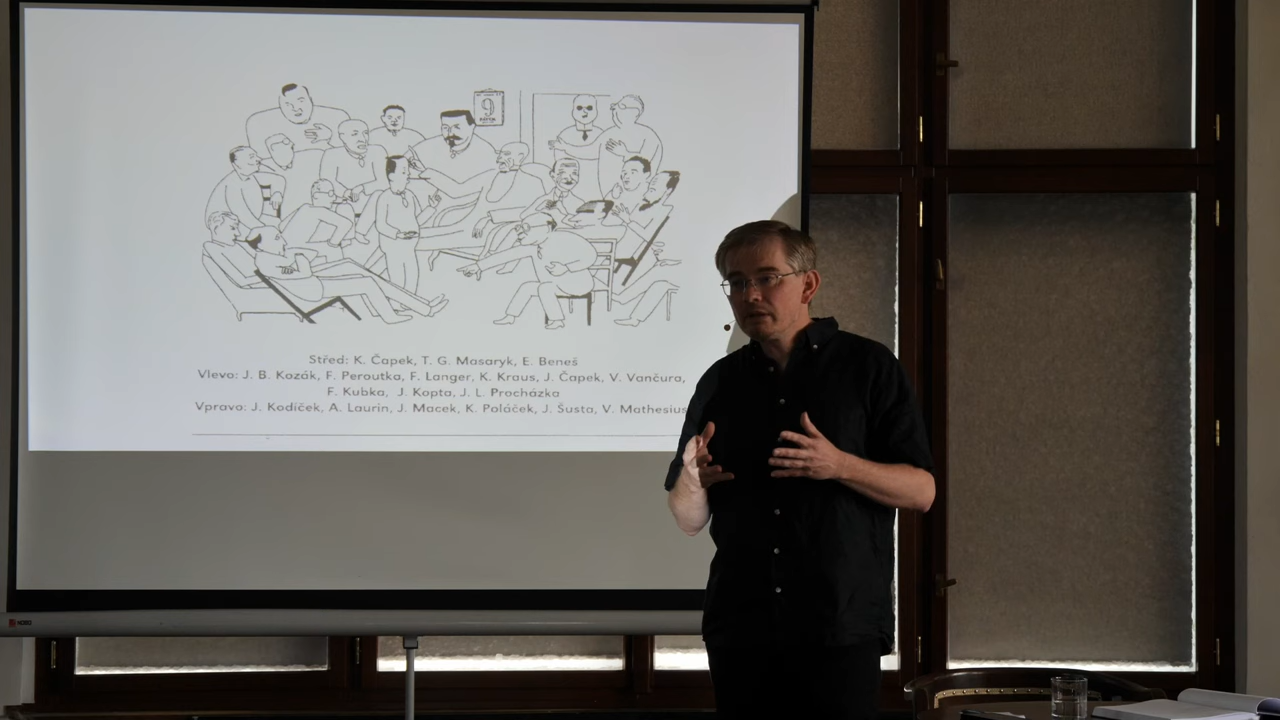 9
Střed: K. Čapek, T. G. Masaryk, E. Beneš
Vlevo: J. B. Kozák, F. Peroutka, F. Langer, K. Kraus, J. Čapek, V. Vančura,
F. Kubka, J. Kopta, J. L. Procházka
Vpravo: J. Kodíček, A. Laurin, J. Macek, K. Poláček, J. Šusta, V. Mathesius